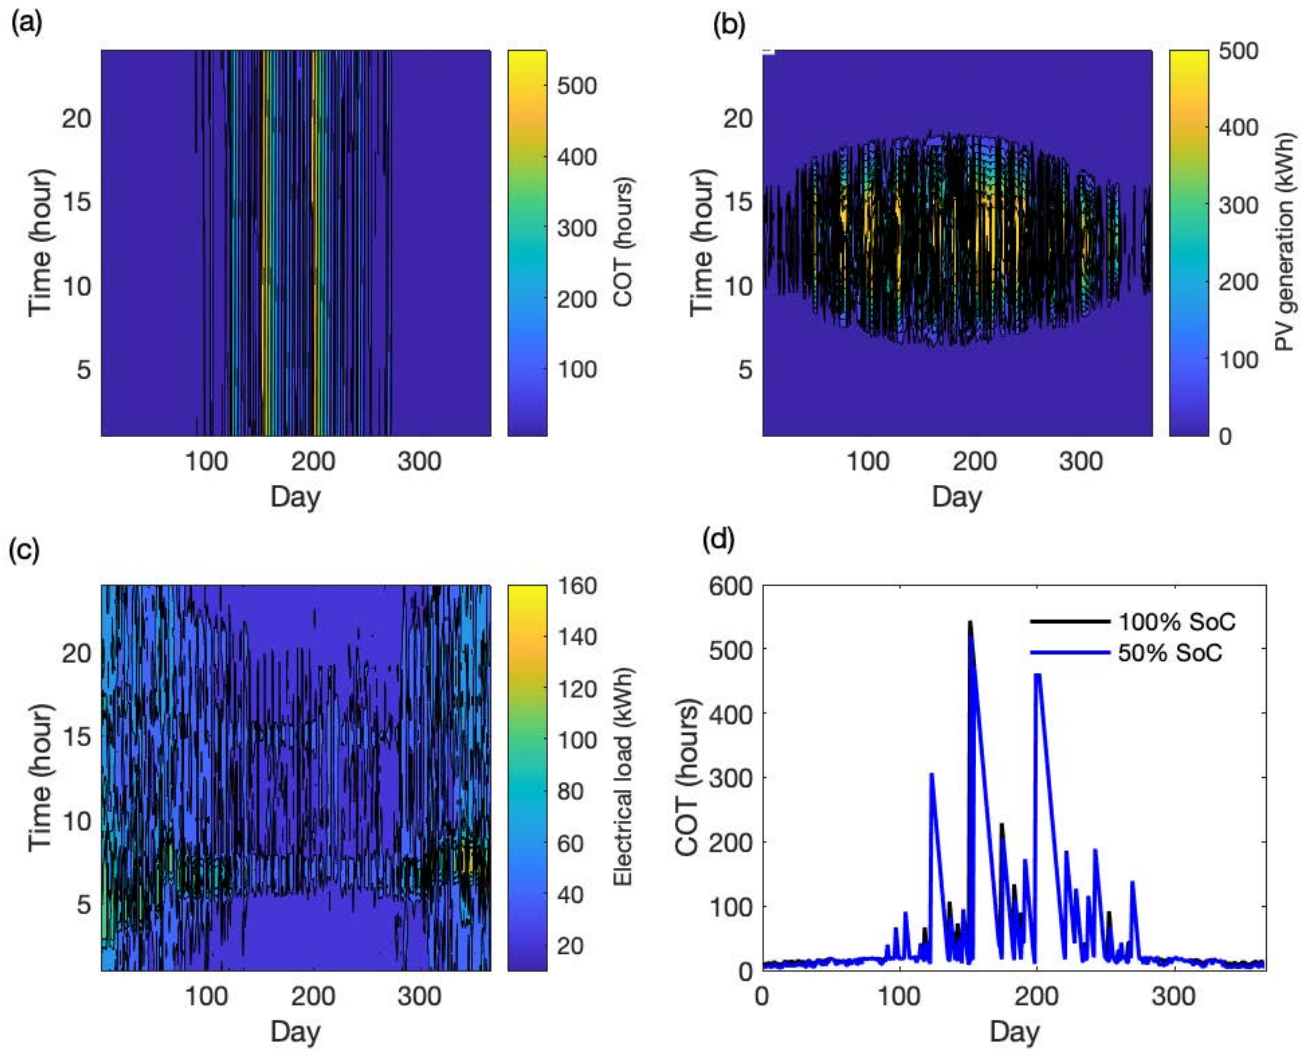 (a)
20
15
10
5
Time (hour)
100 200 300
Day
500
400
300
200
100
COT (hours)
(b)
20
15
10
5
Time (hour)
100 200 300
Day
500
400
300
200
100
0
PV generation (kWh)
(c)
20
15
10
5
Time (hour)
100 200 300
Day
160
140
120
100
80
60
40
20
Electrical load (kWh)
(d)
600
500
400
300
200
100
0
COT (hours)
0 100 200 300
Day
100% SoC
50% SoC